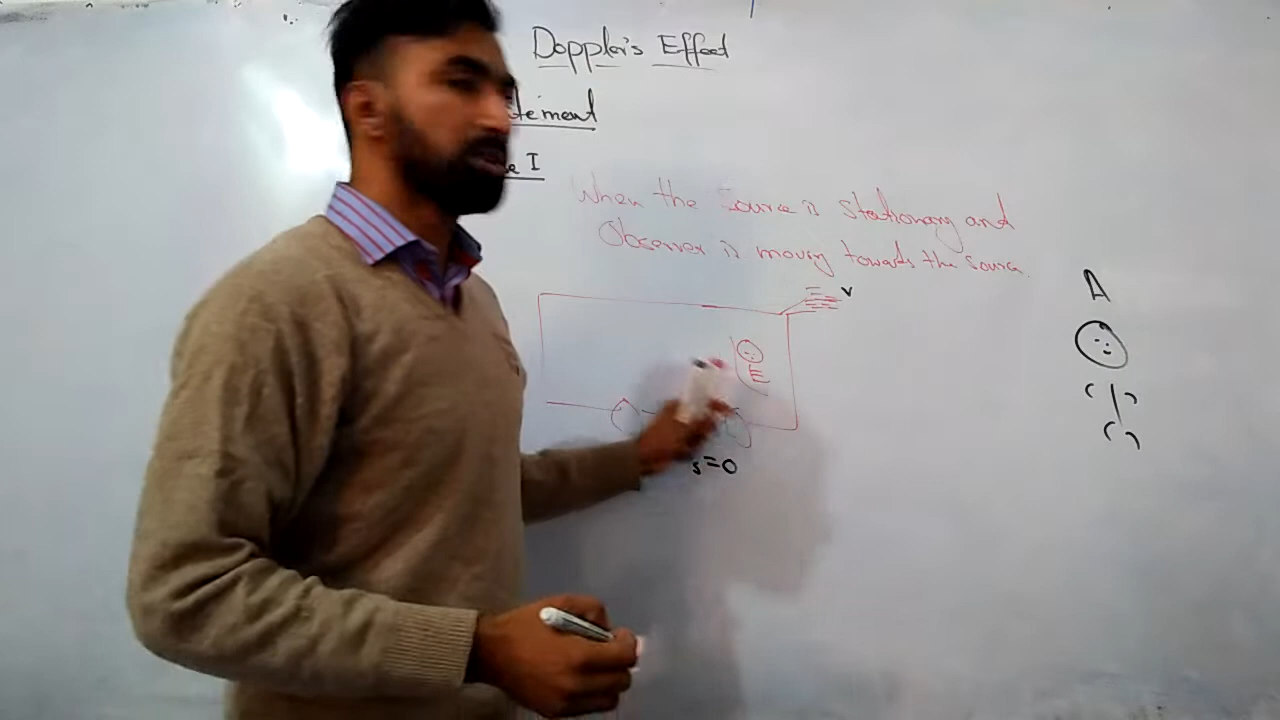 Doppler's Effect
tement
e I
When the Source is Stationary and
Observer is moving towards the source.
v
A
E
s=0